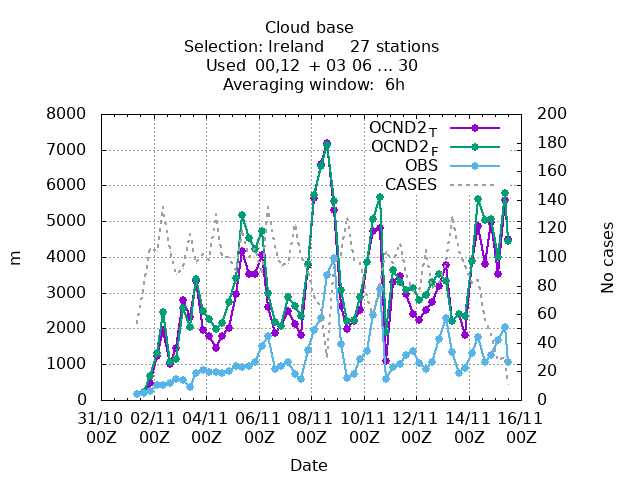 Cloud base
Selection: Ireland 27 stations
Used 00,12 + 03 06 ... 30
Averaging window: 6h
8000
7000
6000
5000
4000
3000
2000
1000
0
m
200
180
160
140
120
100
80
60
40
20
0
No cases
OCND2T
OCND2F
OBS
CASES
31/10 02/11 04/11 06/11 08/11 10/11 12/11 14/11 16/11
00Z 00Z 00Z 00Z 00Z 00Z 00Z 00Z 00Z
Date